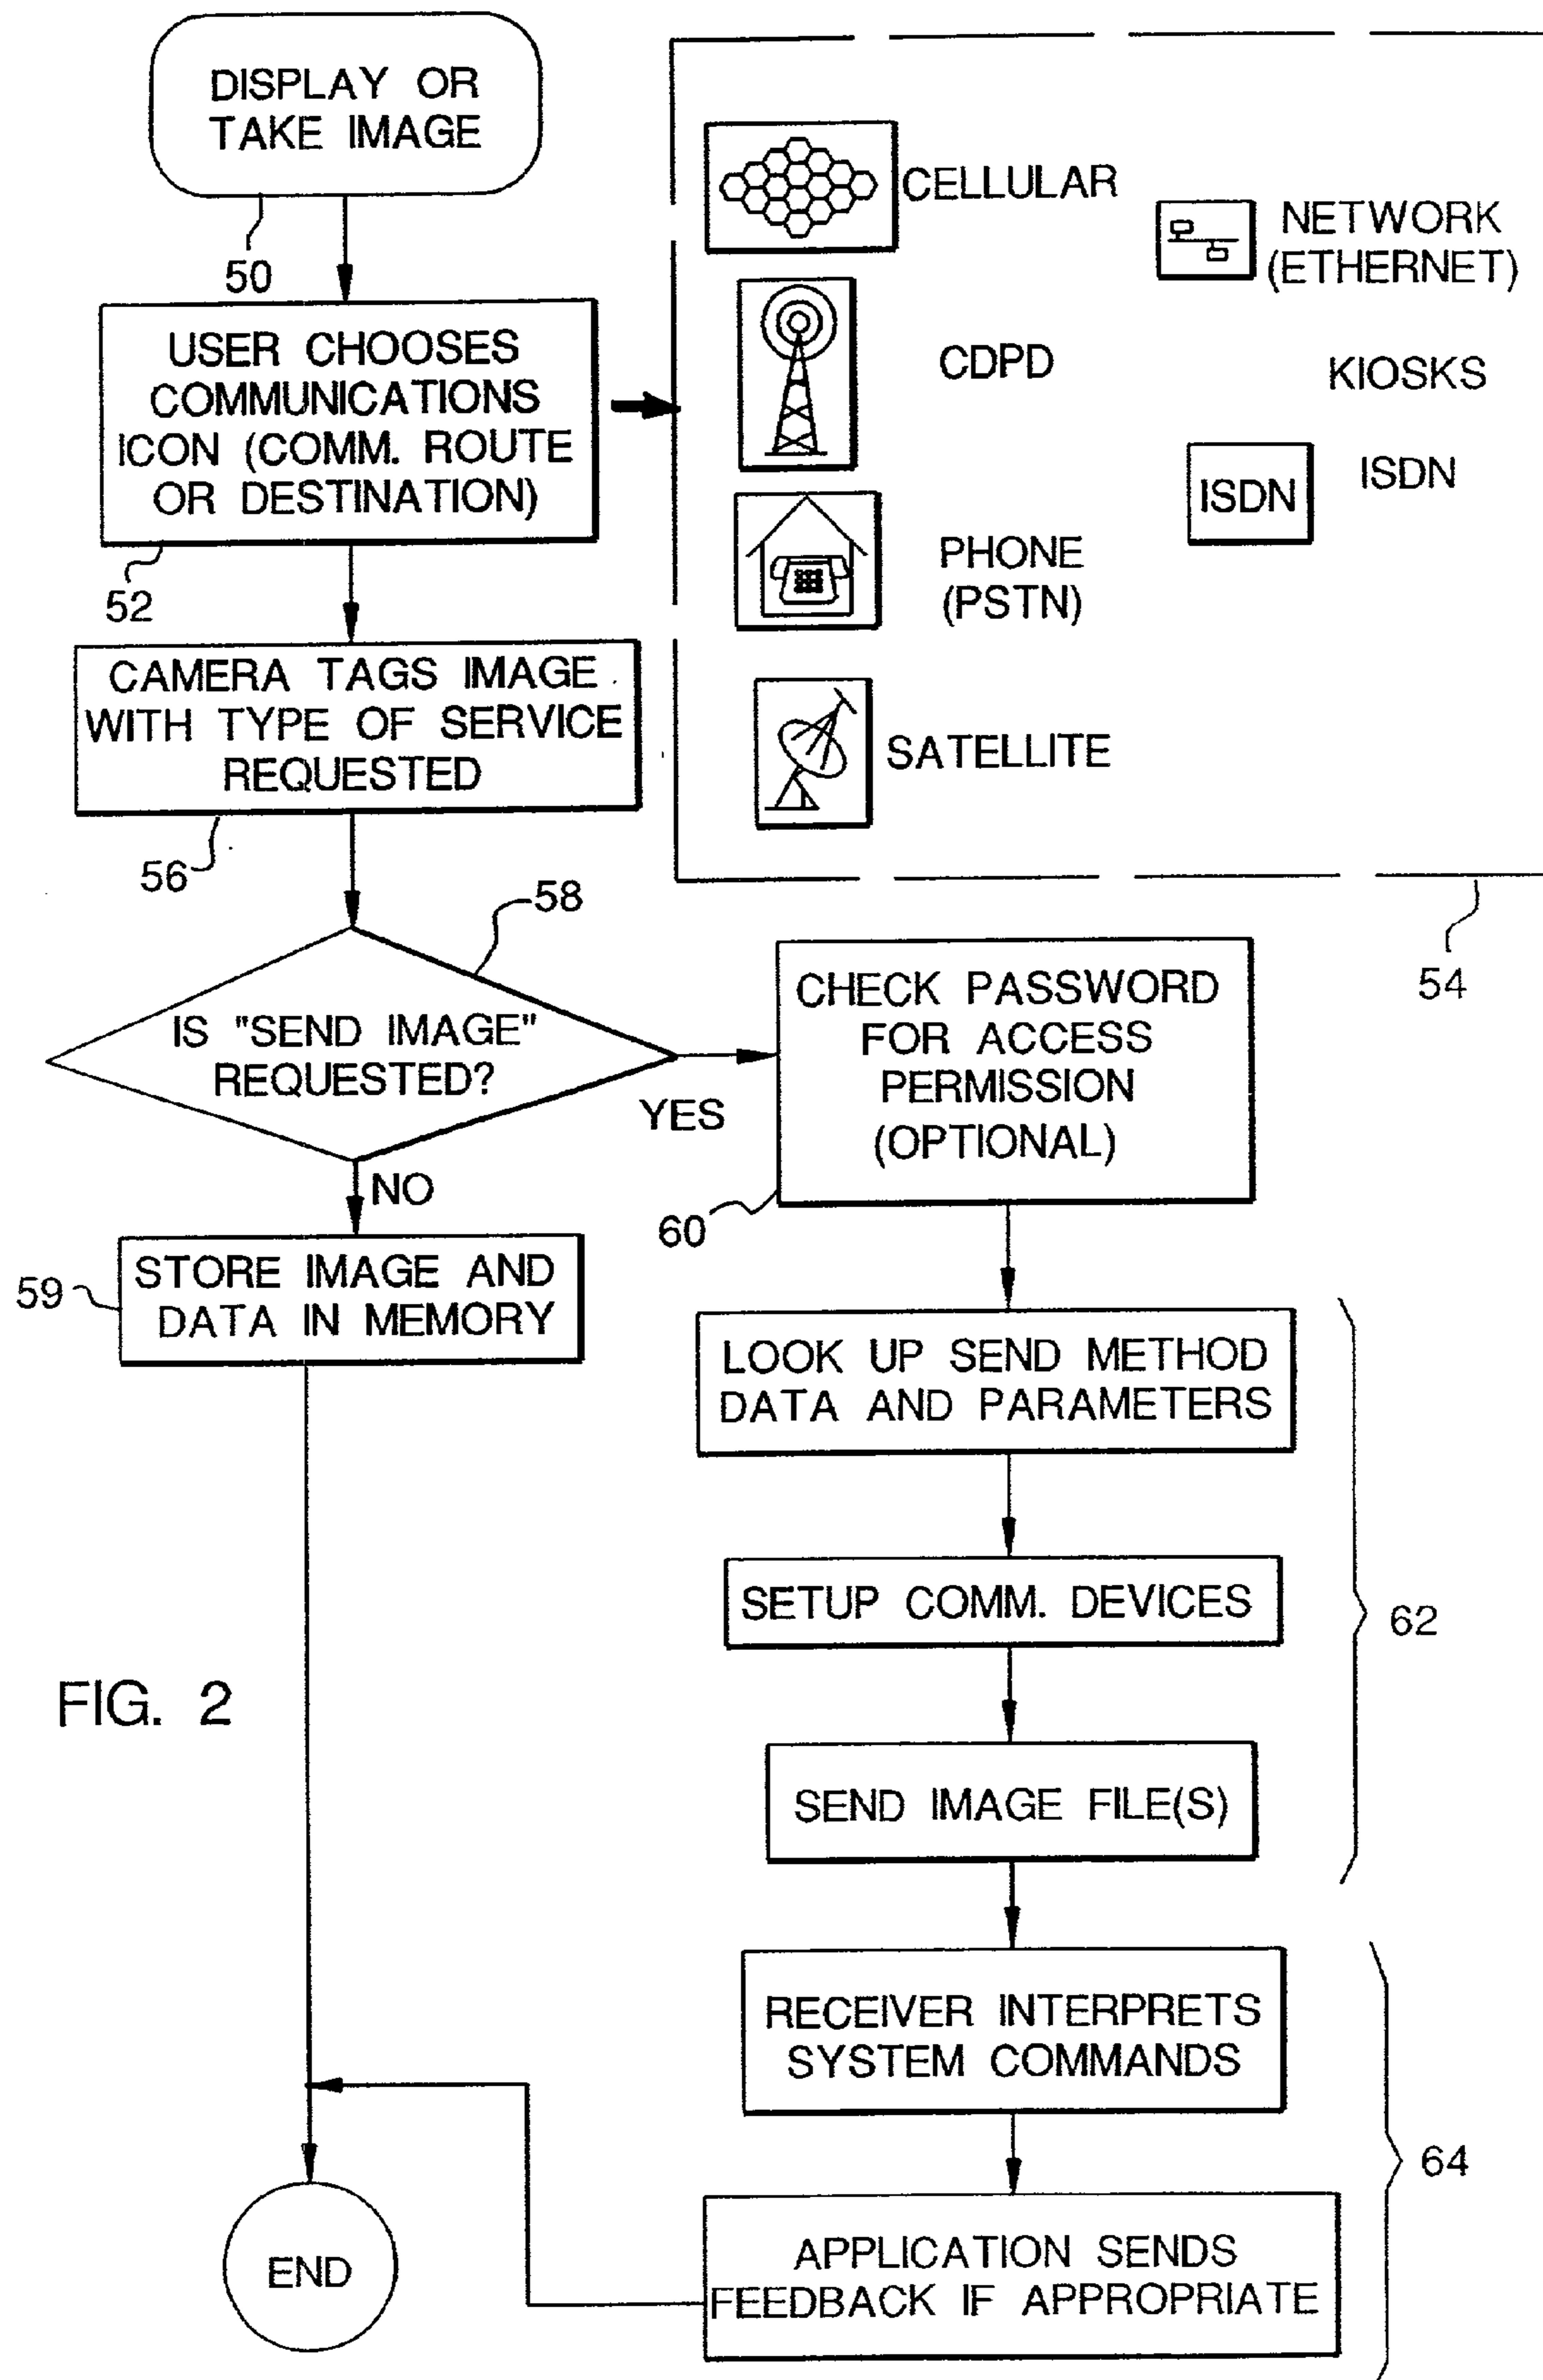 DISPLAY OR
TAKE IMAGE
50
USER CHOOSES
COMMUNICATIONS
ICON (COMM. ROUTE
OR DESTINATION)
52
CELLULAR
CDPD
PHONE
(PSTN)
SATELLITE
NETWORK
(ETHERNET)
KIOSKS
ISDN
ISDN
54
CAMERA TAGS IMAGE
WITH TYPE OF SERVICE
REQUESTED
56
58
IS "SEND IMAGE"
REQUESTED?
YES
NO
59
STORE IMAGE AND
DATA IN MEMORY
CHECK PASSWORD
FOR ACCESS
PERMISSION
(OPTIONAL)
60
LOOK UP SEND METHOD
DATA AND PARAMETERS
SETUP COMM. DEVICES
62
SEND IMAGE FILE(S)
FIG. 2
RECEIVER INTERPRETS
SYSTEM COMMANDS
64
APPLICATION SENDS
FEEDBACK IF APPROPRIATE
END